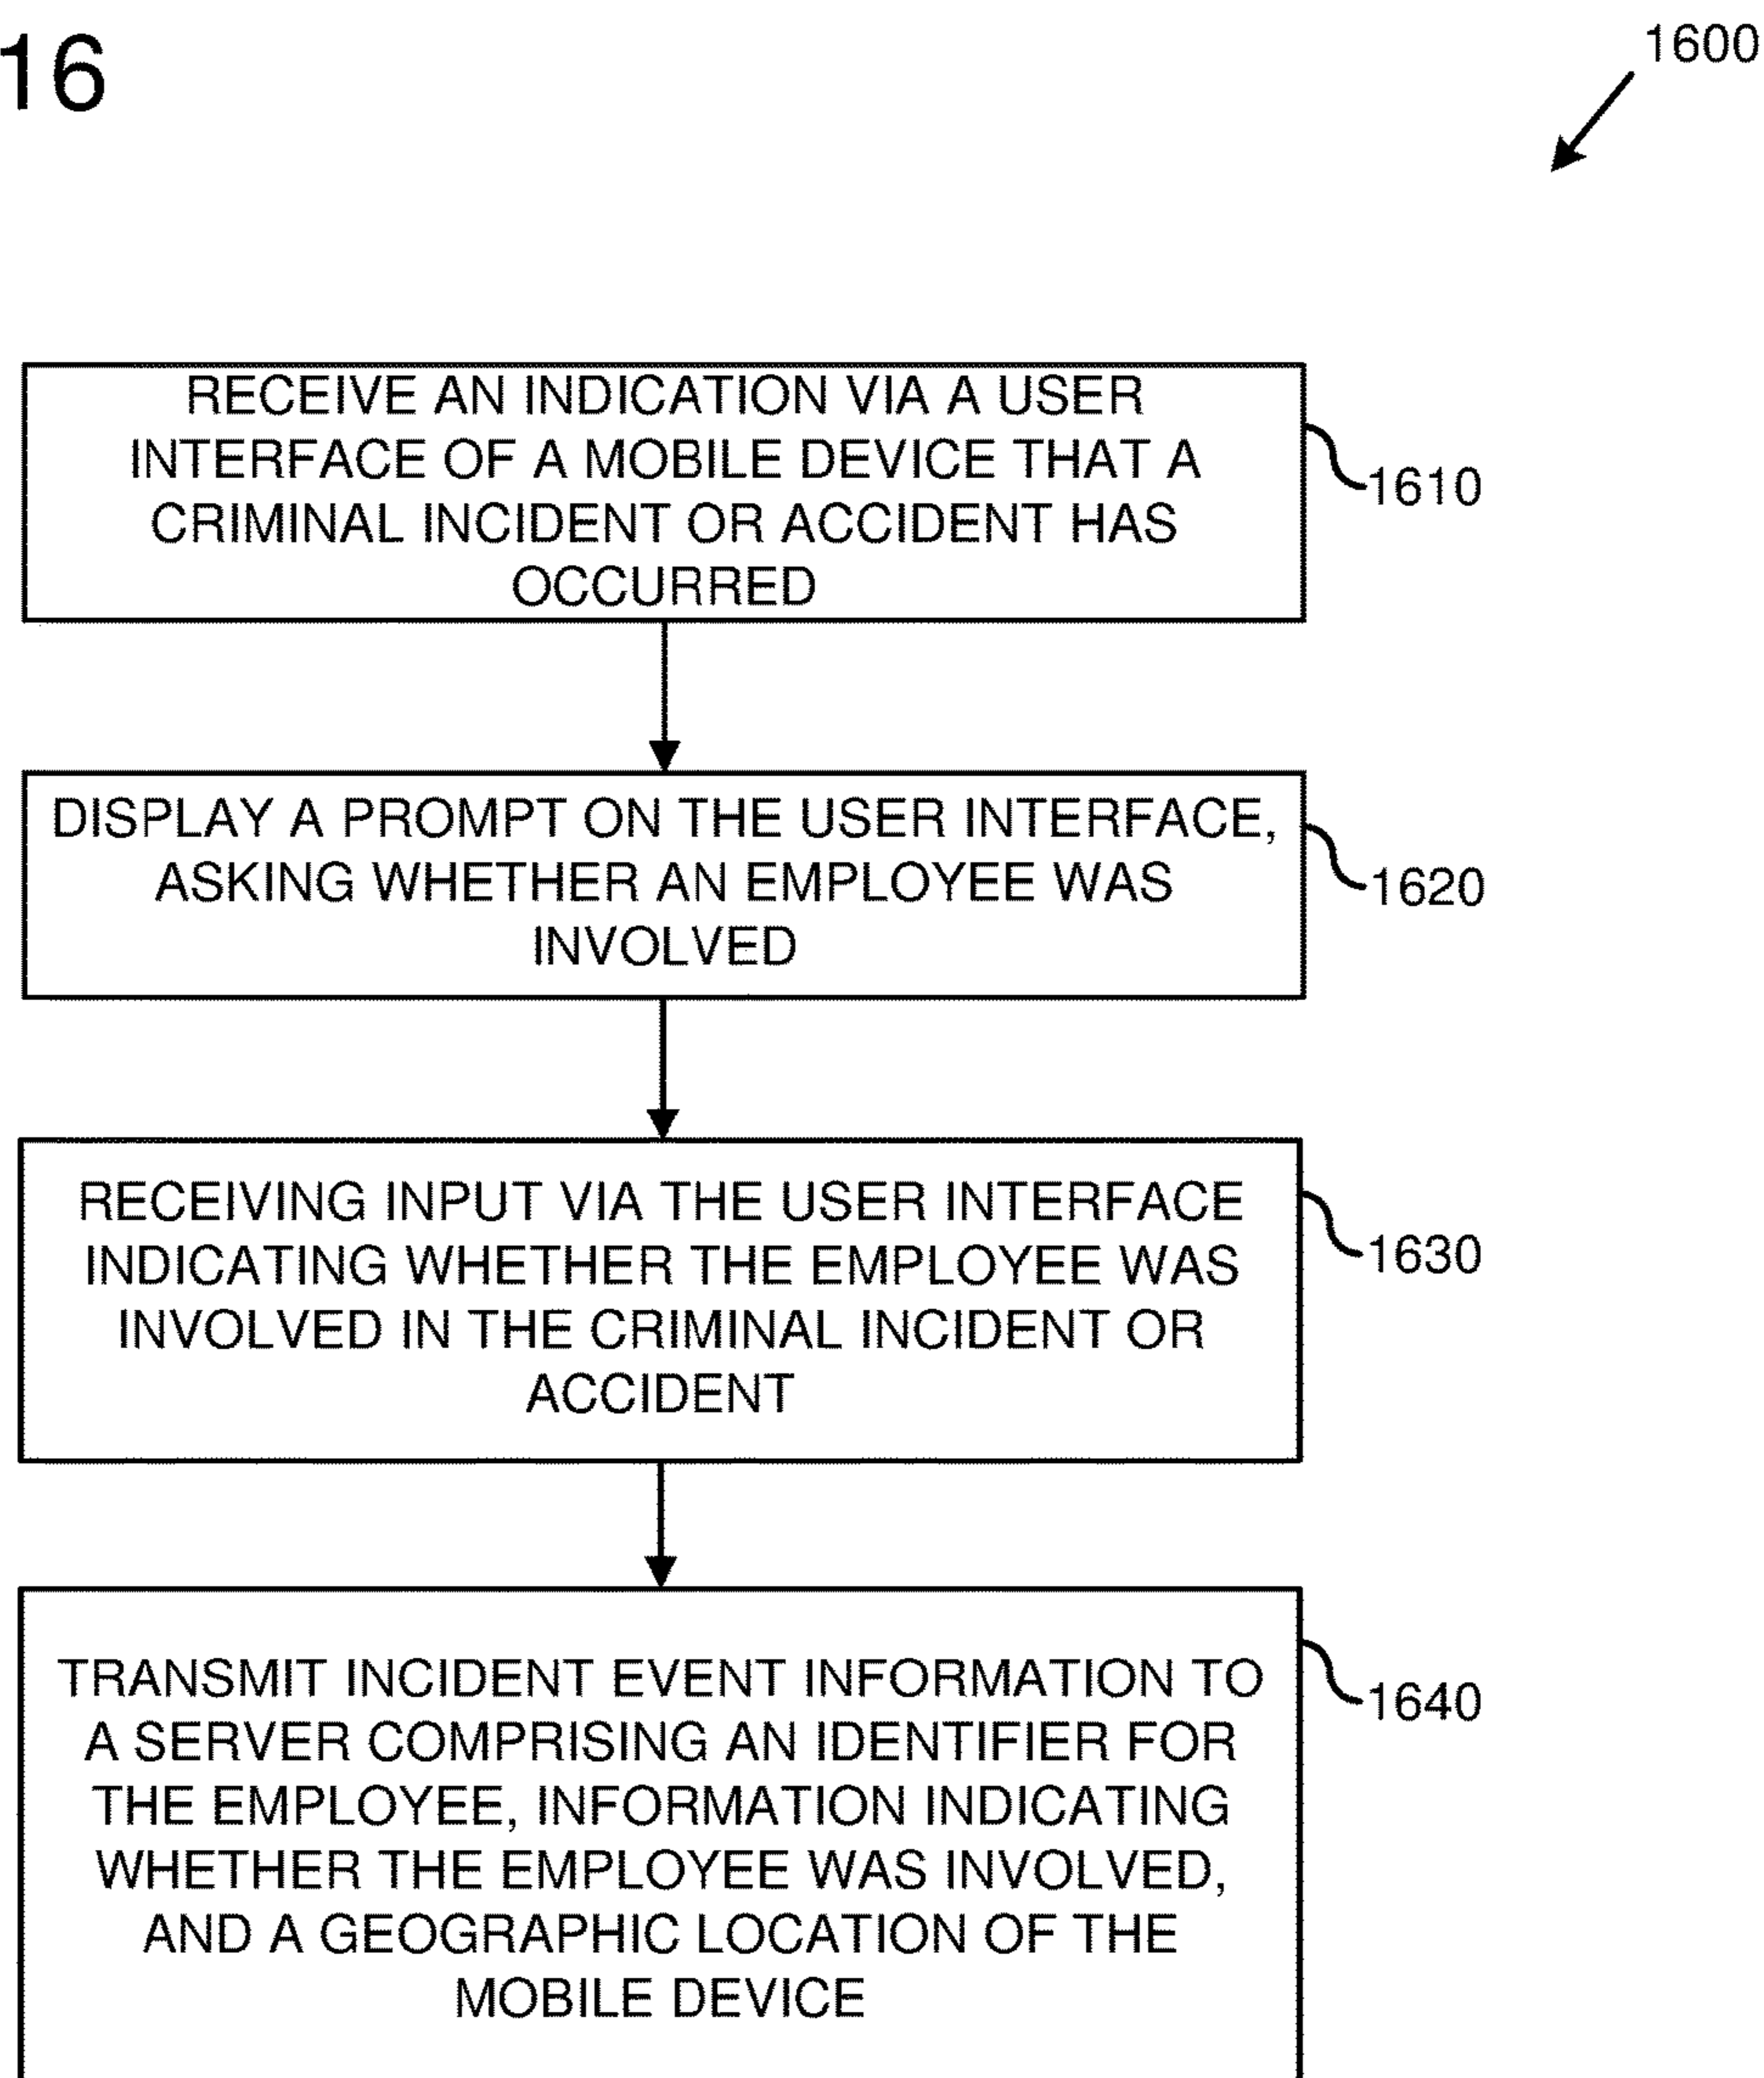 16
1600
RECEIVE AN INDICATION VIA A USER
INTERFACE OF A MOBILE DEVICE THAT A
CRIMINAL INCIDENT OR ACCIDENT HAS
OCCURRED
1610
DISPLAY A PROMPT ON THE USER INTERFACE,
ASKING WHETHER AN EMPLOYEE WAS
INVOLVED
1620
RECEIVING INPUT VIA THE USER INTERFACE
INDICATING WHETHER THE EMPLOYEE WAS
INVOLVED IN THE CRIMINAL INCIDENT OR
ACCIDENT
1630
TRANSMIT INCIDENT EVENT INFORMATION TO
A SERVER COMPRISING AN IDENTIFIER FOR
THE EMPLOYEE, INFORMATION INDICATING
WHETHER THE EMPLOYEE WAS INVOLVED,
AND A GEOGRAPHIC LOCATION OF THE
MOBILE DEVICE
1640